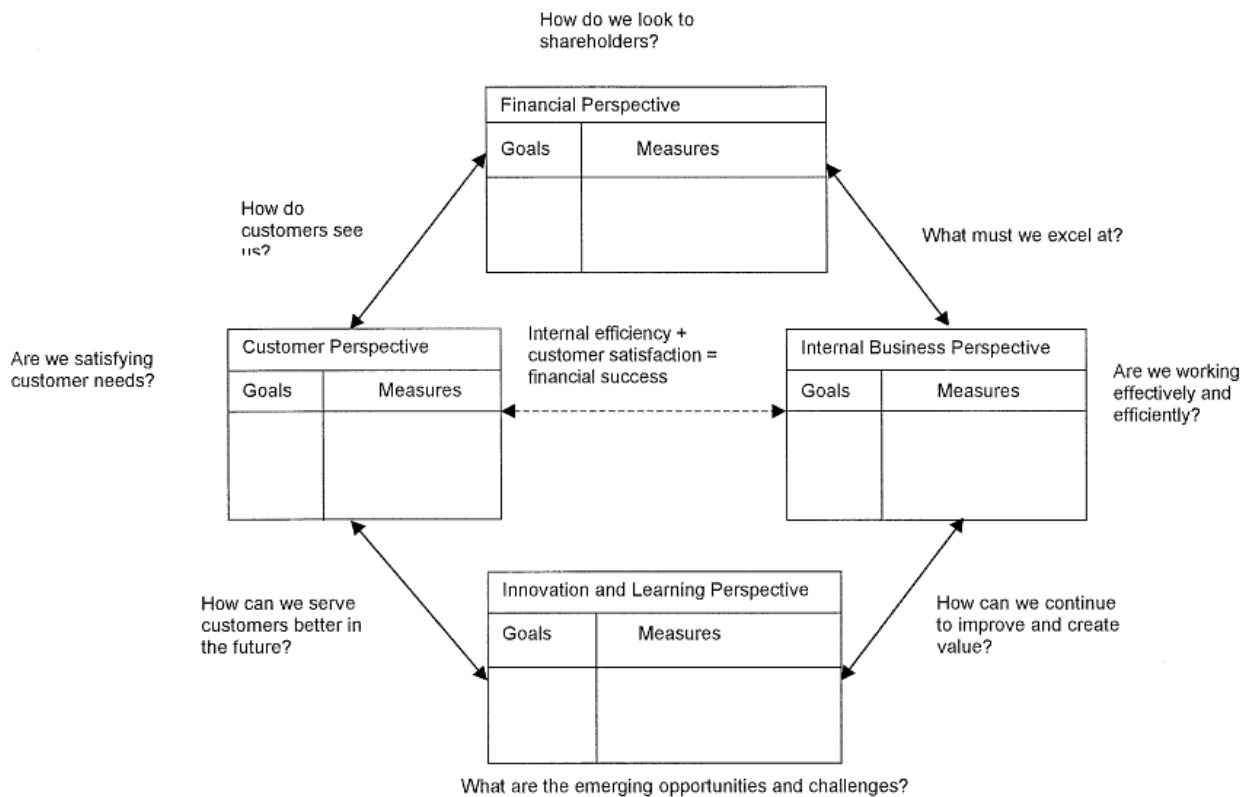 How do we look to
shareholders?
Financial Perspective
Goals Measures
How do
customers see
us?
What must we excel at?
Are we satisfying
customer needs?
Customer Perspective
Goals Measures
Internal efficiency +
customer satisfaction =
financial success
Internal Business Perspective
Goals Measures
Are we working
effectively and
efficiently?
How can we serve
customers better in
the future?
Innovation and Learning Perspective
Goals Measures
How can we continue
to improve and create
value?
What are the emerging opportunities and challenges?